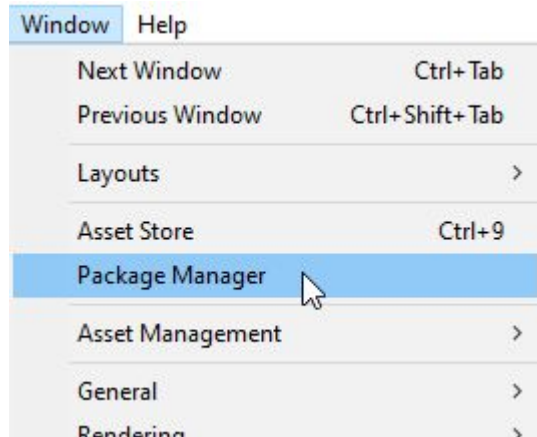 Window Help
Next Window Ctrl+Tab
Previous Window Ctrl+Shift+Tab
Layouts
Asset Store Ctrl+9
Package Manager
Asset Management
General
Rendering